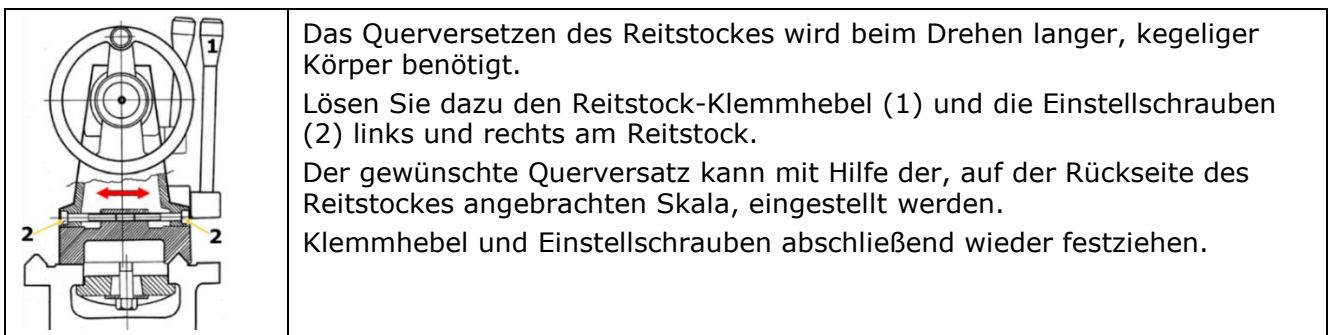 1
2
2
Das Querversetzen des Reitstockes wird beim Drehen langer, kegeliger
Körper benötigt.
Lösen Sie dazu den Reitstock-Klemmhebel (1) und die Einstellschrauben
(2) links und rechts am Reitstock.
Der gewünschte Querversatz kann mit Hilfe der, auf der Rückseite des
Reitstockes angebrachten Skala, eingestellt werden.
Klemmhebel und Einstellschrauben abschließend wieder festziehen.